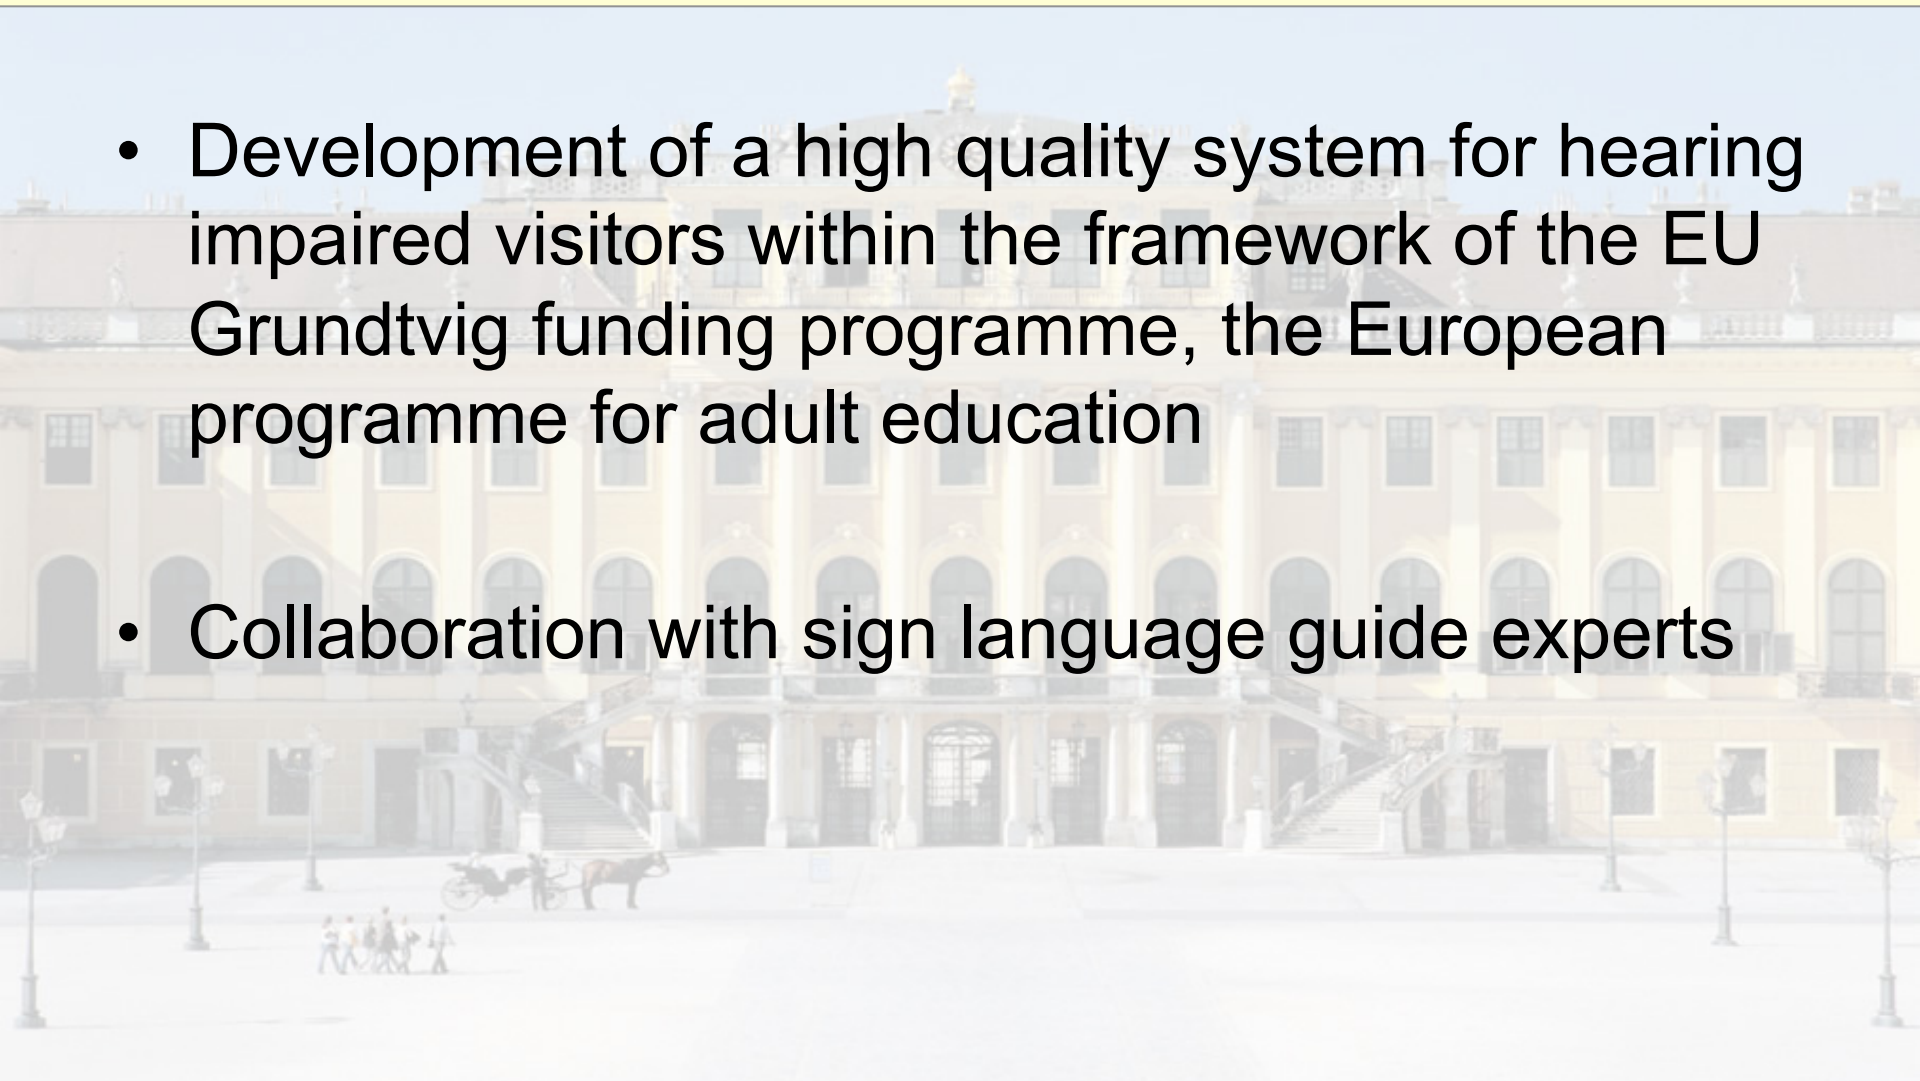 • Development of a high quality system for hearing
impaired visitors within the framework of the EU
Grundtvig funding programme, the European
programme for adult education
• Collaboration with sign language guide experts